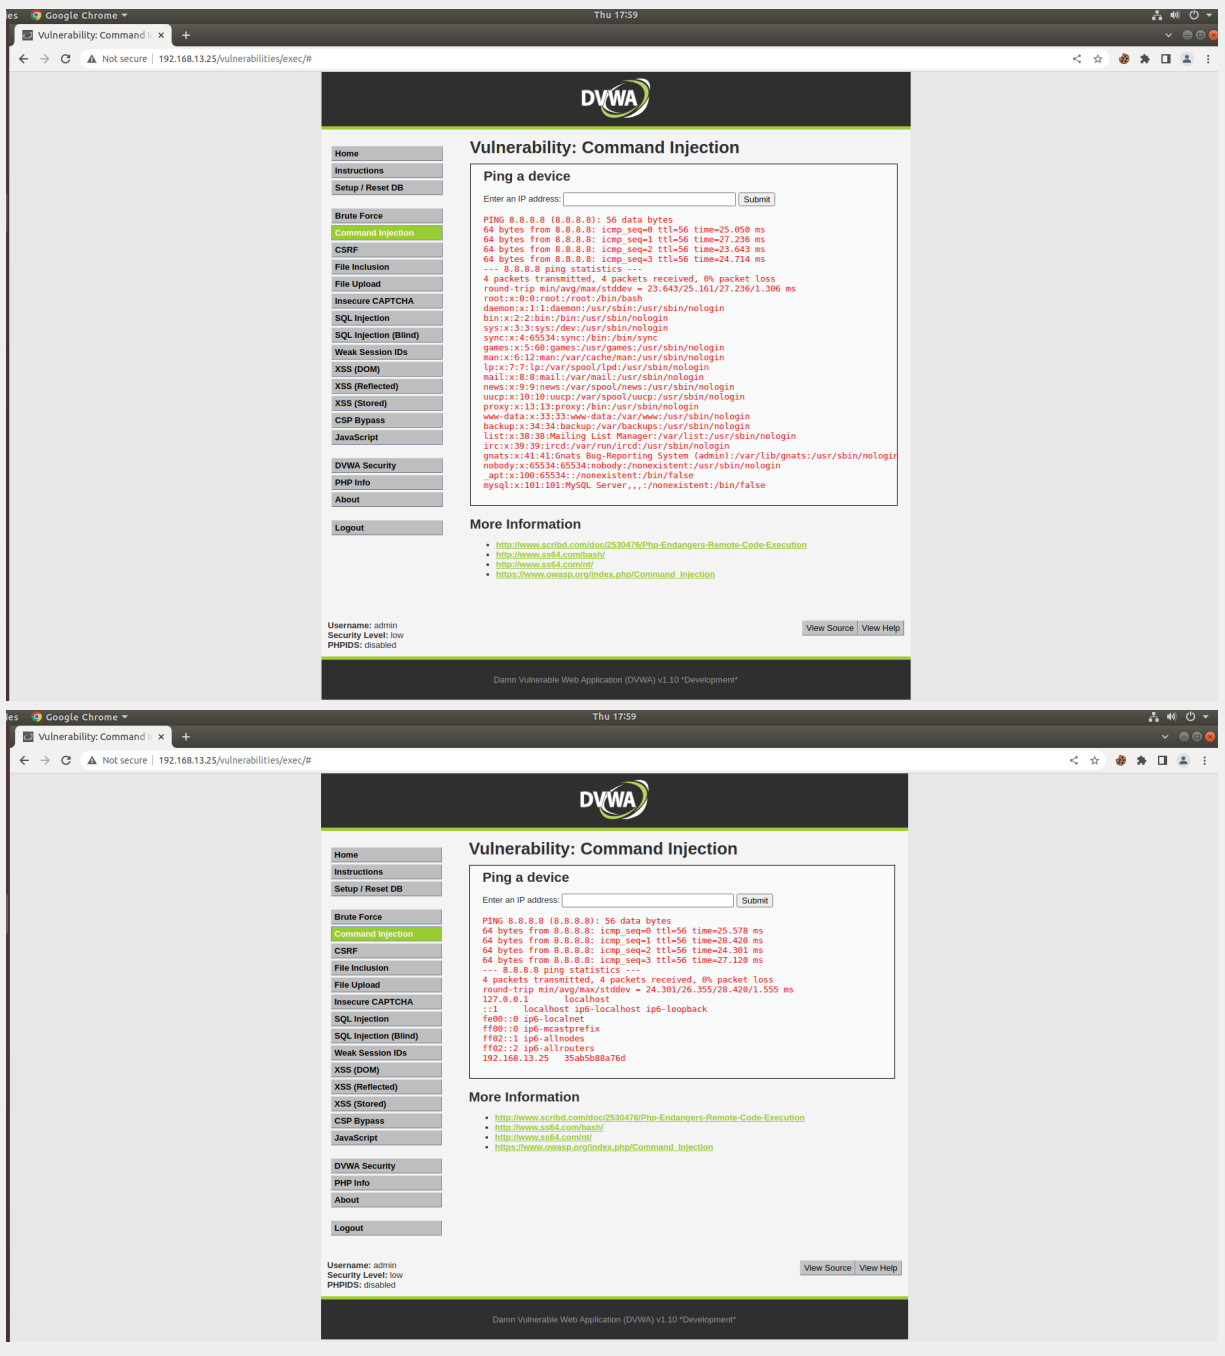 es Google Chrome ▾ Thu 17:59
Vulnerability: Command I × +
Not secure | 192.168.13.25/vulnerabilities/exec/#
DVWA
Home
Instructions
Setup / Reset DB
Brute Force
Command Injection
CSRF
File Inclusion
File Upload
Insecure CAPTCHA
SQL Injection
SQL Injection (Blind)
Weak Session IDs
XSS (DOM)
XSS (Reflected)
XSS (Stored)
CSP Bypass
JavaScript
DVWA Security
PHP Info
About
Logout
Vulnerability: Command Injection
Ping a device
Enter an IP address: Submit
PING 8.8.8.8 (8.8.8.8): 56 data bytes
64 bytes from 8.8.8.8: icmp_seq=0 ttl=56 time=25.050 ms
64 bytes from 8.8.8.8: icmp_seq=1 ttl=56 time=27.236 ms
64 bytes from 8.8.8.8: icmp_seq=2 ttl=56 time=23.643 ms
64 bytes from 8.8.8.8: icmp_seq=3 ttl=56 time=24.714 ms
--- 8.8.8.8 ping statistics ---
4 packets transmitted, 4 packets received, 0% packet loss
round-trip min/avg/max/stddev = 23.643/25.161/27.236/1.306 ms
root:x:0:0:root:/root:/bin/bash
daemon:x:1:1:daemon:/usr/sbin:/usr/sbin/nologin
bin:x:2:2:bin:/bin:/usr/sbin/nologin
sys:x:3:3:sys:/dev:/usr/sbin/nologin
sync:x:4:65534:sync:/bin:/bin/sync
games:x:5:60:games:/usr/games:/usr/sbin/nologin
man:x:6:12:man:/var/cache/man:/usr/sbin/nologin
lp:x:7:7:lp:/var/spool/lpd:/usr/sbin/nologin
mail:x:8:8:mail:/var/mail:/usr/sbin/nologin
news:x:9:9:news:/var/spool/news:/usr/sbin/nologin
uucp:x:10:10:uucp:/var/spool/uucp:/usr/sbin/nologin
proxy:x:13:13:proxy:/bin:/usr/sbin/nologin
www-data:x:33:33:www-data:/var/www:/usr/sbin/nologin
backup:x:34:34:backup:/var/backups:/usr/sbin/nologin
list:x:38:38:Mailing List Manager:/var/list:/usr/sbin/nologin
irc:x:39:39:ircd:/var/run/ircd:/usr/sbin/nologin
gnats:x:41:41:Gnats Bug-Reporting System (admin):/var/lib/gnats:/usr/sbin/nologin
nobody:x:65534:65534:nobody:/nonexistent:/usr/sbin/nologin
_apt:x:100:65534::/nonexistent:/bin/false
mysql:x:101:101:MySQL Server,,,:/nonexistent:/bin/false
More Information
• http://www.scribd.com/doc/2530476/Php-Endangers-Remote-Code-Execution
• http://www.ss64.com/bash/
• http://www.ss64.com/nt/
• https://www.owasp.org/index.php/Command_Injection
Username: admin
Security Level: low
PHPIDS: disabled
View Source View Help
Damn Vulnerable Web Application (DVWA) v1.10 *Development*
es Google Chrome ▾ Thu 17:59
Vulnerability: Command I × +
Not secure | 192.168.13.25/vulnerabilities/exec/#
DVWA
Home
Instructions
Setup / Reset DB
Brute Force
Command Injection
CSRF
File Inclusion
File Upload
Insecure CAPTCHA
SQL Injection
SQL Injection (Blind)
Weak Session IDs
XSS (DOM)
XSS (Reflected)
XSS (Stored)
CSP Bypass
JavaScript
DVWA Security
PHP Info
About
Logout
Vulnerability: Command Injection
Ping a device
Enter an IP address: Submit
PING 8.8.8.8 (8.8.8.8): 56 data bytes
64 bytes from 8.8.8.8: icmp_seq=0 ttl=56 time=25.578 ms
64 bytes from 8.8.8.8: icmp_seq=1 ttl=56 time=28.420 ms
64 bytes from 8.8.8.8: icmp_seq=2 ttl=56 time=24.301 ms
64 bytes from 8.8.8.8: icmp_seq=3 ttl=56 time=27.120 ms
--- 8.8.8.8 ping statistics ---
4 packets transmitted, 4 packets received, 0% packet loss
round-trip min/avg/max/stddev = 24.301/26.355/28.420/1.555 ms
127.0.0.1 localhost
::1 localhost ip6-localhost ip6-loopback
fe00::0 ip6-localnet
ff00::0 ip6-mcastprefix
ff02::1 ip6-allnodes
ff02::2 ip6-allrouters
192.168.13.25 35ab5b88a76d
More Information
• http://www.scribd.com/doc/2530476/Php-Endangers-Remote-Code-Execution
• http://www.ss64.com/bash/
• http://www.ss64.com/nt/
• https://www.owasp.org/index.php/Command_Injection
Username: admin
Security Level: low
PHPIDS: disabled
View Source View Help
Damn Vulnerable Web Application (DVWA) v1.10 *Development*